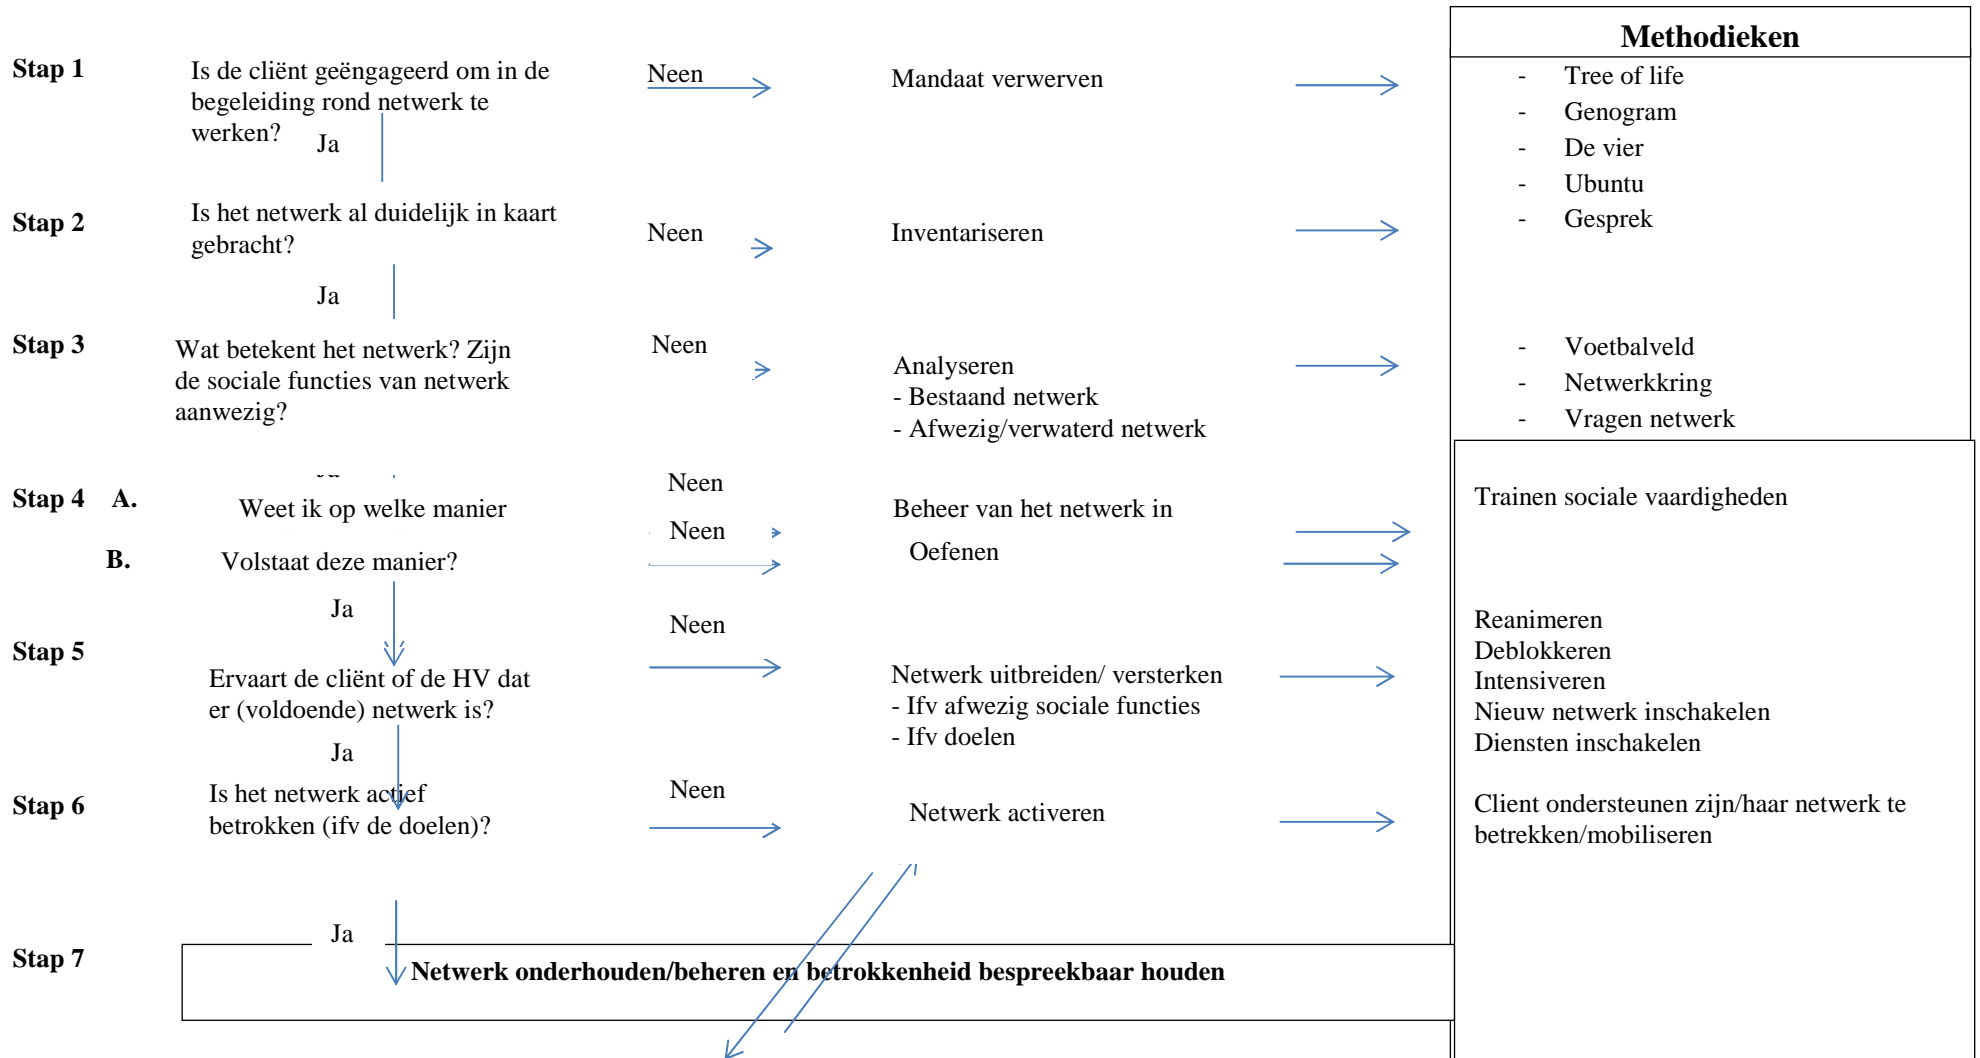 Methodieken
Stap 1
Is de cliënt geëngageerd om in de
begeleiding rond netwerk te
werken?
Ja
Neen
Mandaat verwerven
- Tree of life
- Genogram
- De vier
- Ubuntu
- Gesprek
Stap 2
Is het netwerk al duidelijk in kaart
gebracht?
Ja
Neen
Inventariseren
Stap 3
Wat betekent het netwerk? Zijn
de sociale functies van netwerk
aanwezig?
Neen
Analyseren
- Bestaand netwerk
- Afwezig/verwaterd netwerk
- Voetbalveld
- Netwerkkring
- Vragen netwerk
Stap 4 A.
Weet ik op welke manier
Neen
Beheer van het netwerk in
Trainen sociale vaardigheden
B.
Volstaat deze manier?
Neen
Oefenen
Ja
Stap 5
Ervaart de cliënt of de HV dat
er (voldoende) netwerk is?
Ja
Neen
Netwerk uitbreiden/ versterken
- Ifv afwezig sociale functies
- Ifv doelen
Reanimeren
Deblokkeren
Intensiveren
Nieuw netwerk inschakelen
Diensten inschakelen
Stap 6
Is het netwerk actief
betrokken (ifv de doelen)?
Neen
Netwerk activeren
Client ondersteunen zijn/haar netwerk te
betrekken/mobiliseren
Ja
Stap 7
Netwerk onderhouden/beheren en betrokkenheid bespreekbaar houden